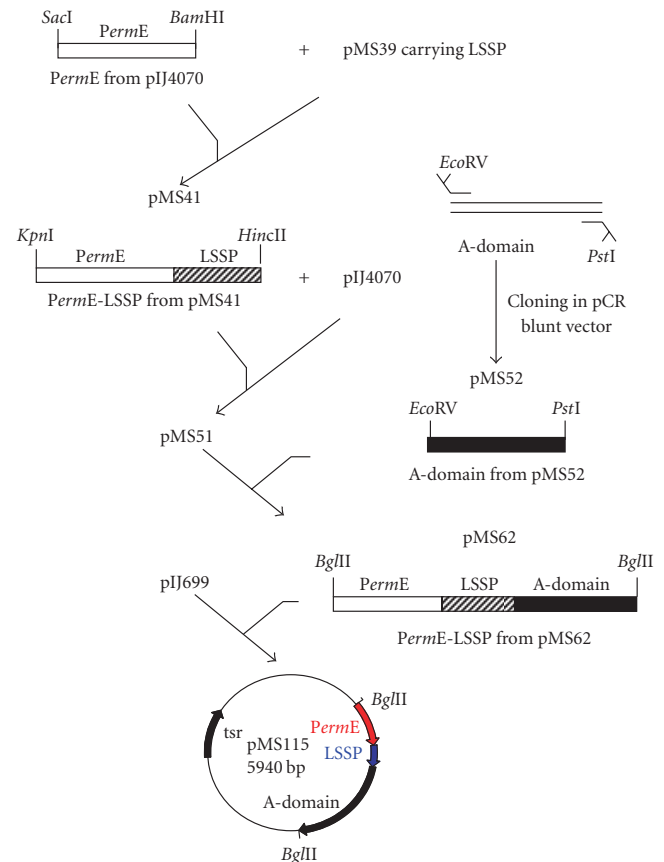 SacI
PermE
BamHI
PermE from pIJ4070
+
pMS39 carrying LSSP
pMS41
KpnI
PermE
LSSP
HincII
PermE-LSSP from pMS41
+
pIJ4070
EcoRV
A-domain
PstI
Cloning in pCR
blunt vector
pMS52
EcoRV
PstI
A-domain from pMS52
pMS51
pMS62
BglII
BglII
PermE
LSSP
A-domain
PermE-LSSP from pMS62
pIJ699
BglII
PermE
LSSP
tsr
pMS115
5940 bp
A-domain
BglII